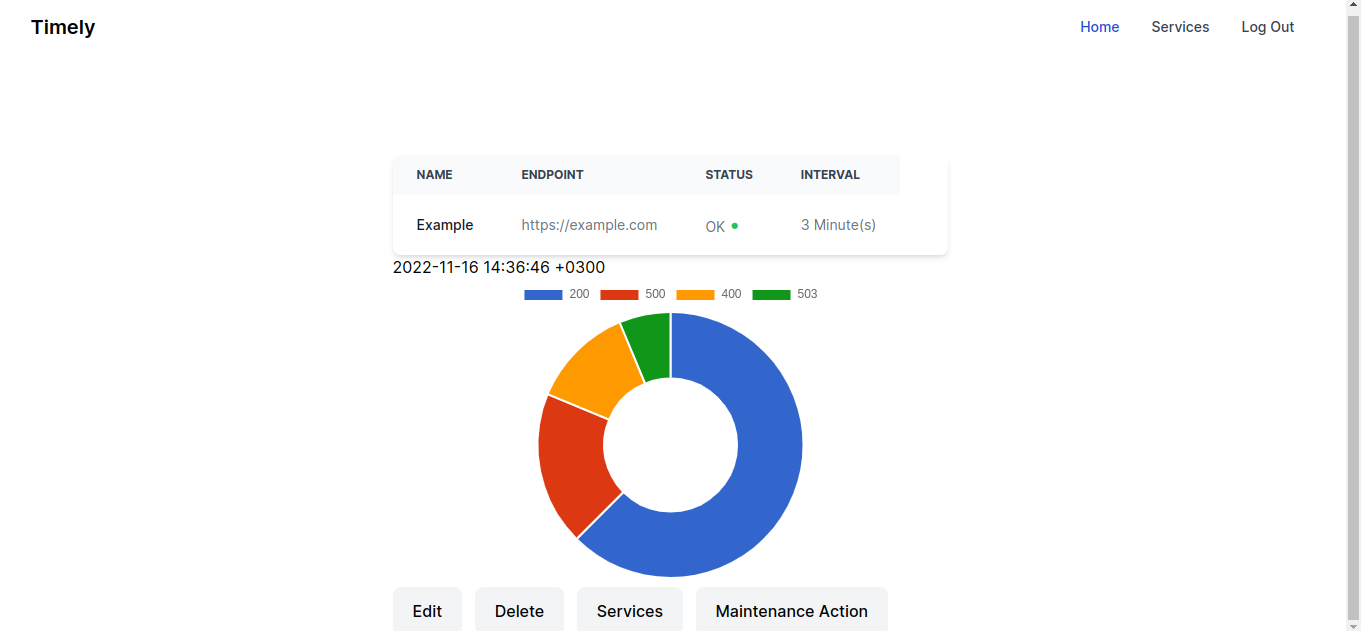 Timely
Home Services Log Out
NAME ENDPOINT STATUS INTERVAL
Example https://example.com OK 3 Minute(s)
2022-11-16 14:36:46 +0300
200 500 400 503
Edit Delete Services Maintenance Action